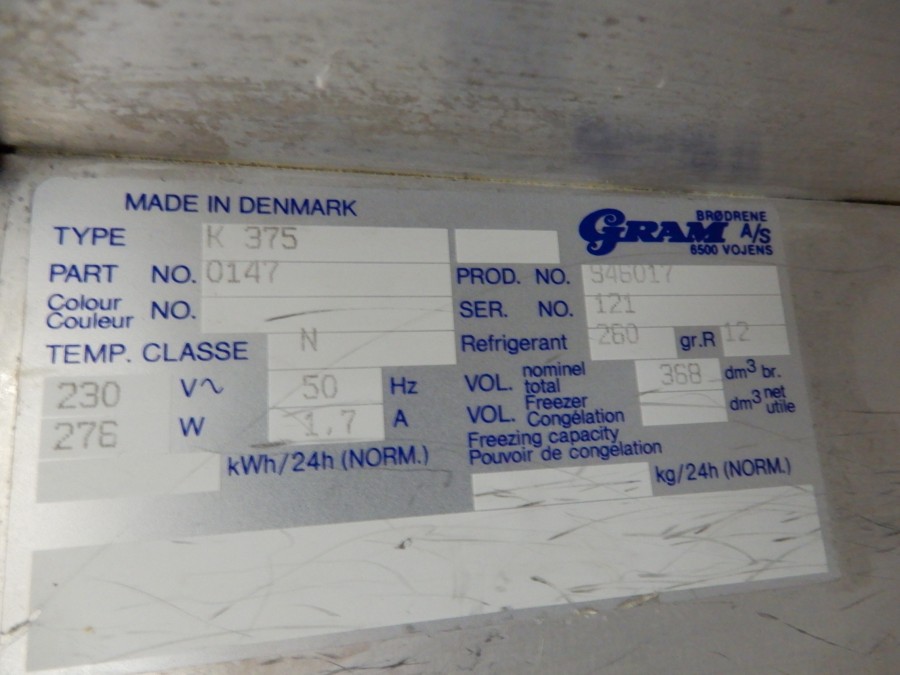 MADE IN DENMARK
BRØDRENE
GRAM A/S
6500 VOJENS
TYPE K 375
PART NO. 0147 PROD. NO. 946017
Colour
Couleur NO. SER. NO. 121
TEMP. CLASSE N Refrigerant 260 gr.R 12
230 V~ 50 Hz VOL. nominel
total 368 dm³ br.
276 W 1,7 A VOL. Freezer
Congélation dm³ net
utile
kWh/24h (NORM.) Freezing capacity
Pouvoir de congélation
kg/24h (NORM.)